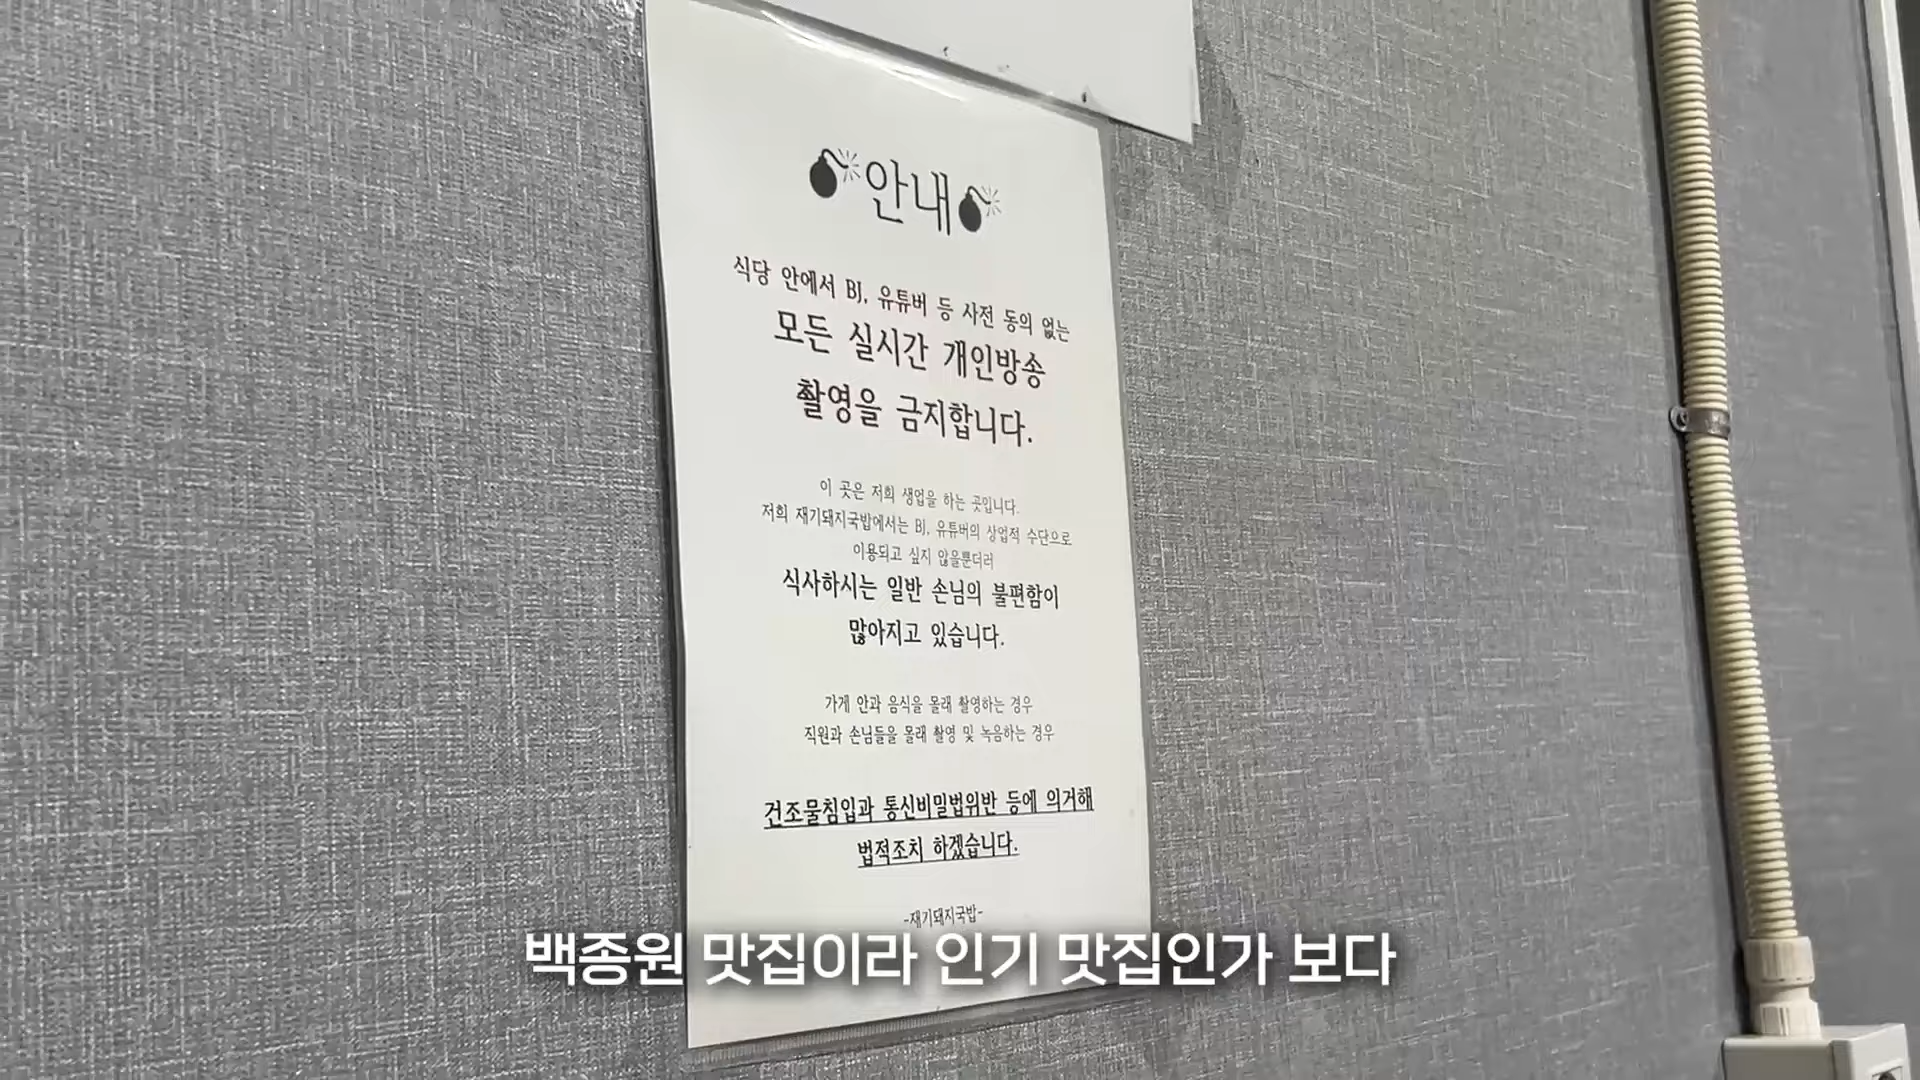 안내
식당 안에서 BJ, 유튜버 등 사전 동의 없는
모든 실시간 개인방송
촬영을 금지합니다.
이 곳은 저희 생업을 하는 곳입니다.
저희 재기돼지국밥에서는 BJ, 유튜버의 상업적 수단으로
이용되고 싶지 않을뿐더러
식사하시는 일반 손님의 불편함이
많아지고 있습니다.
가게 안과 음식을 몰래 촬영하는 경우
직원과 손님들을 몰래 촬영 및 녹음하는 경우
건조물침입과 통신비밀법위반 등에 의거해
법적조치 하겠습니다.
-재기돼지국밥-
백종원 맛집이라 인기 맛집인가 보다